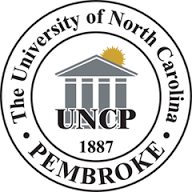 · The University of North Carolina ·
UNCP
1887
PEMBROKE